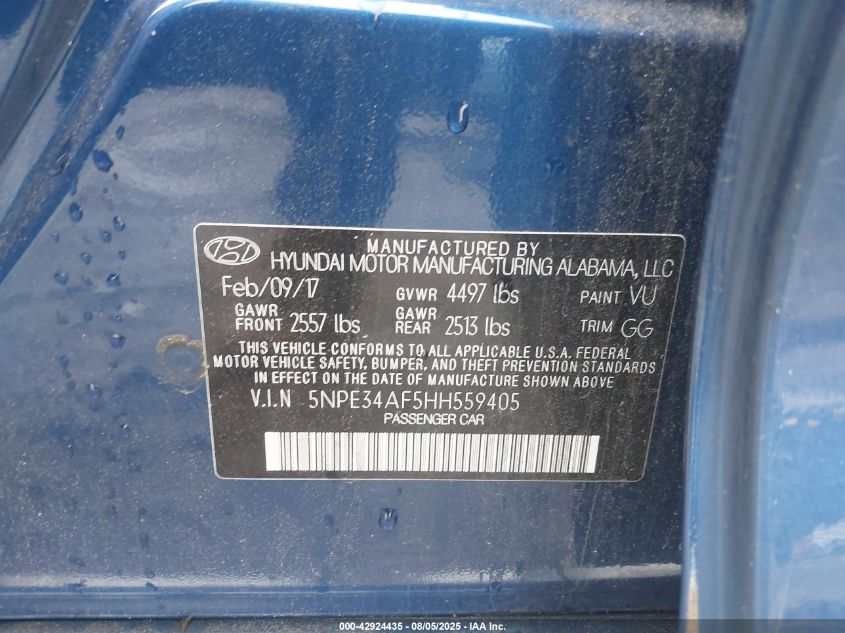 MANUFACTURED BY
HYUNDAI MOTOR MANUFACTURING ALABAMA, LLC
Feb/09/17 GVWR 4497 lbs PAINT VU
GAWR FRONT 2557 lbs GAWR REAR 2513 lbs TRIM GG
THIS VEHICLE CONFORMS TO ALL APPLICABLE U.S.A. FEDERAL
MOTOR VEHICLE SAFETY, BUMPER, AND THEFT PREVENTION STANDARDS
IN EFFECT ON THE DATE OF MANUFACTURE SHOWN ABOVE
V.I.N 5NPE34AF5HH559405
PASSENGER CAR
000-42924435 - 08/05/2025 - IAA Inc.